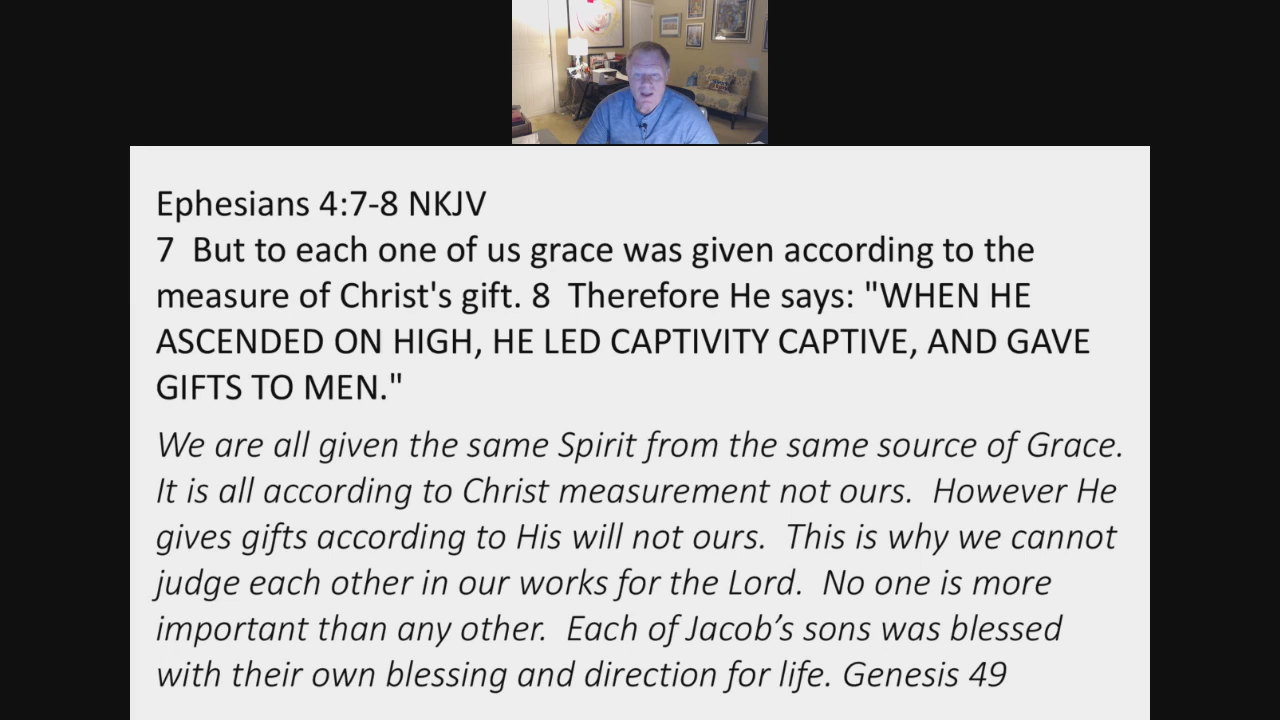 Ephesians 4:7-8 NKJV
7  But to each one of us grace was given according to the
measure of Christ's gift. 8  Therefore He says: "WHEN HE
ASCENDED ON HIGH, HE LED CAPTIVITY CAPTIVE, AND GAVE
GIFTS TO MEN."
We are all given the same Spirit from the same source of Grace.
It is all according to Christ measurement not ours.  However He
gives gifts according to His will not ours.  This is why we cannot
judge each other in our works for the Lord.  No one is more
important than any other.  Each of Jacob’s sons was blessed
with their own blessing and direction for life. Genesis 49